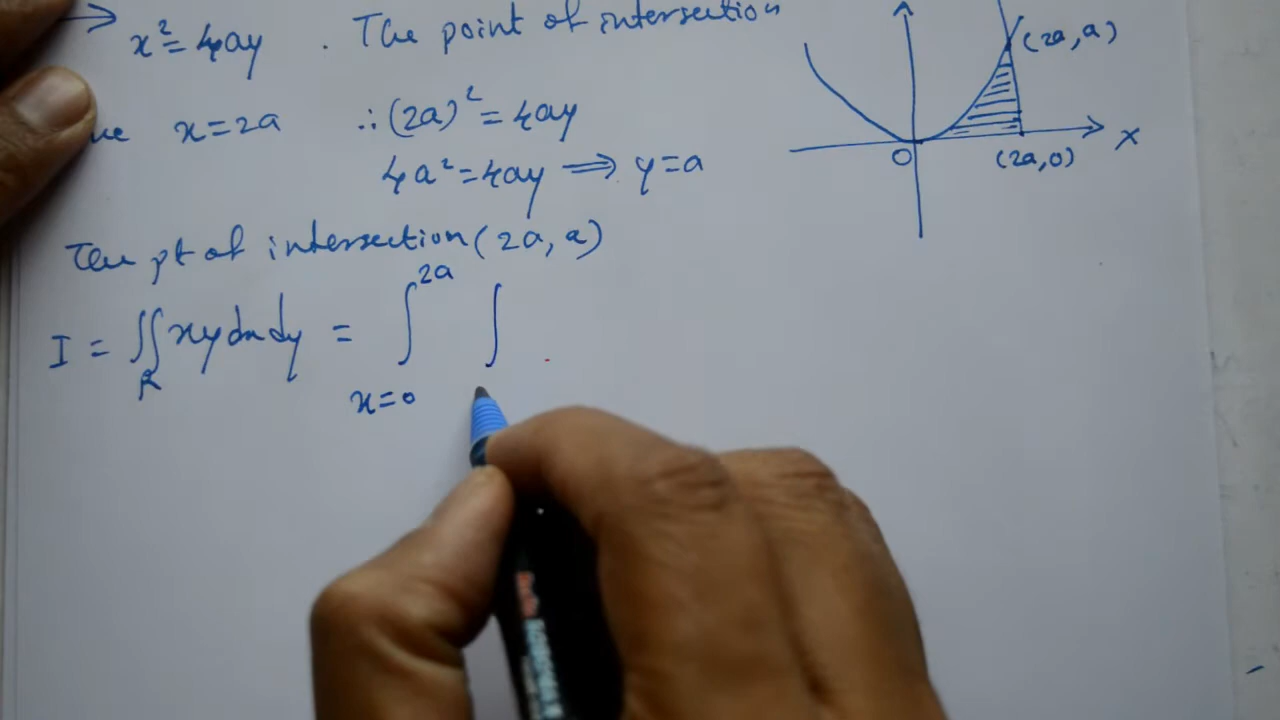 → x² = 4ay . The point of intersection
x = 2a ∴ (2a)² = 4ay
4a² = 4ay ⟹ y = a
The pt of intersection (2a, a)
I = ∬_R xy dx dy = ∫_{x=0}^{2a} ∫
(2a, a)
O (2a, 0) X